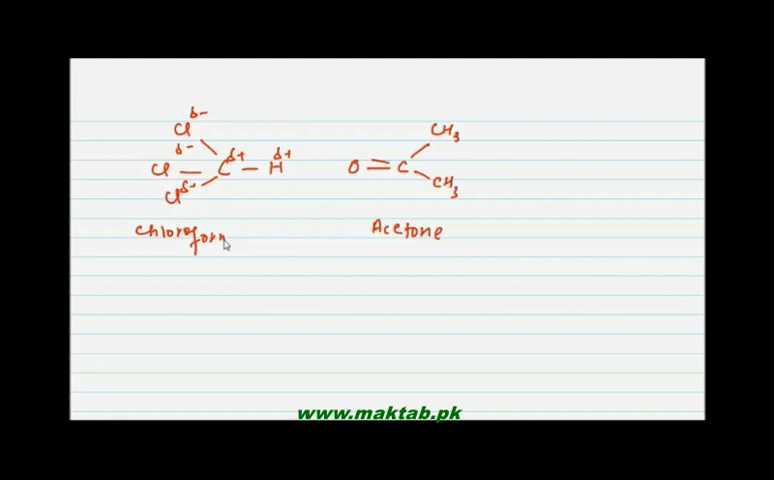 Cl δ-
Cl δ-
C δ+ — H δ+
Cl δ-
O = C
CH3
CH3
Chloroform
Acetone
www.maktab.pk